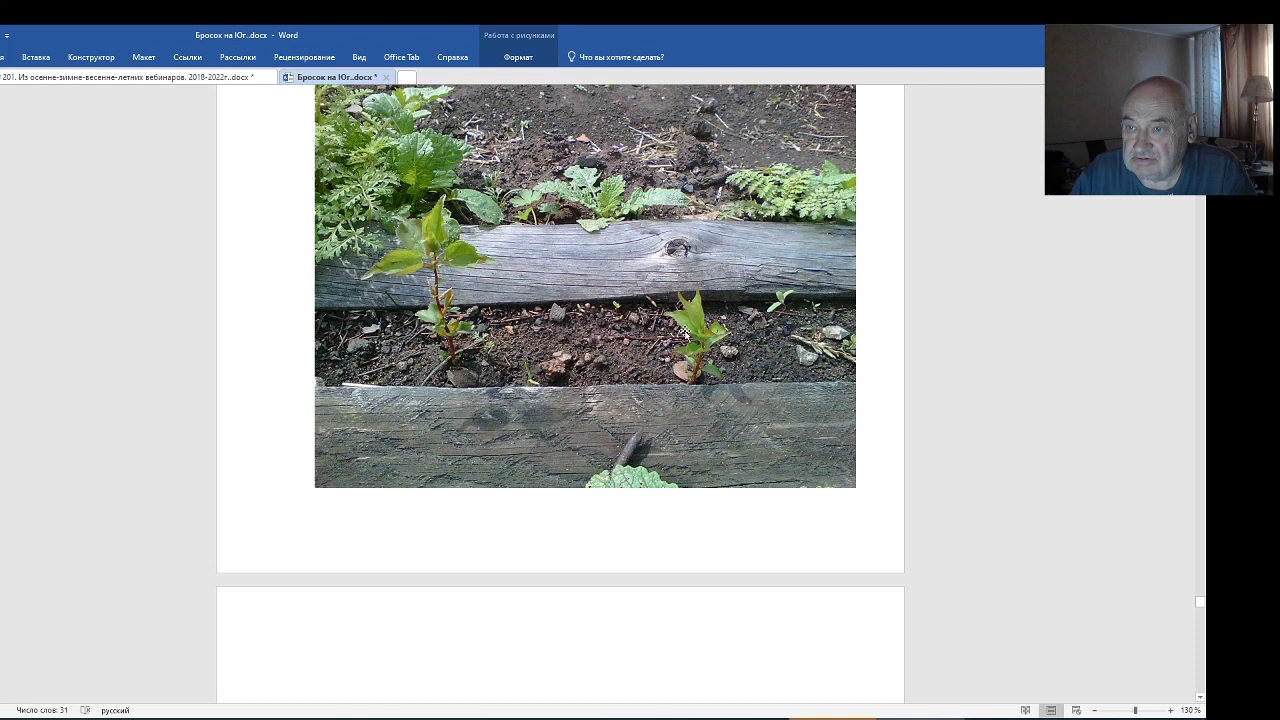 Бросок на Юг..docx - Word
Работа с рисунками
Вставка Конструктор Макет Ссылки Рассылки Рецензирование Вид Office Tab Справка Формат Что вы хотите сделать?
201. Из осенне-зимне-весенне-летних вебинаров. 2018-2022г..docx *
Бросок на Юг..docx *
Число слов: 31
русский
130 %